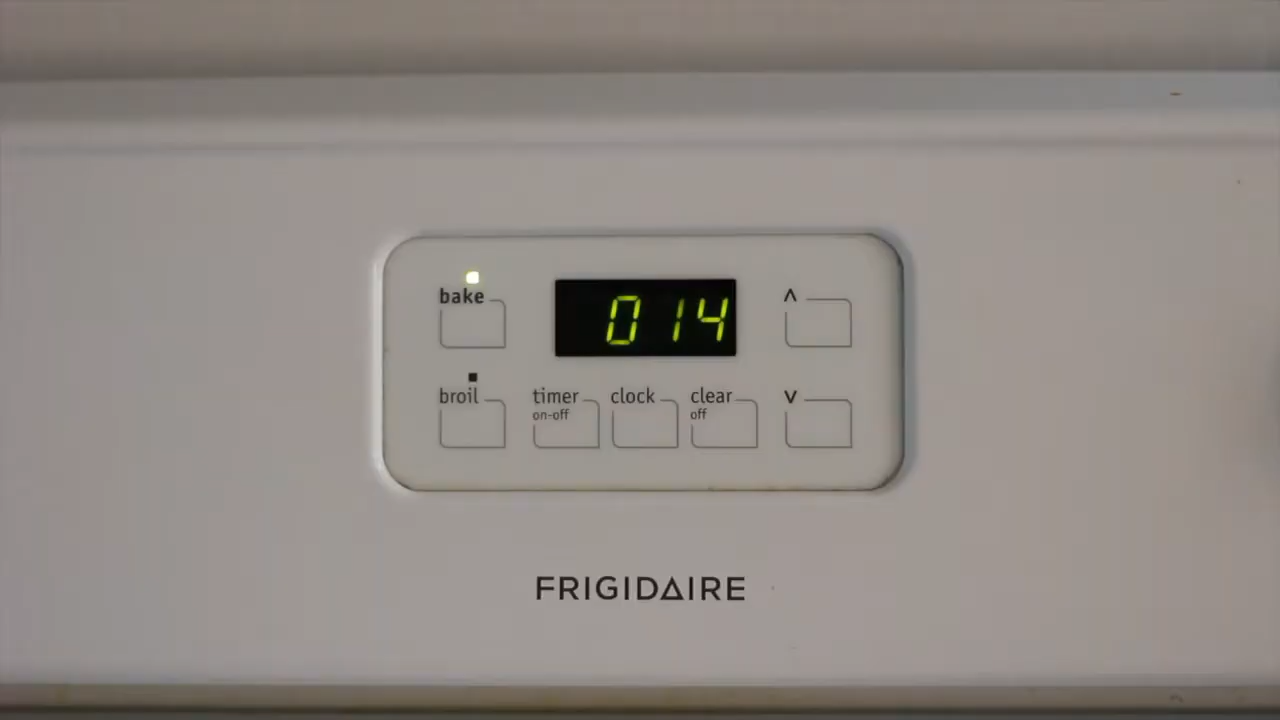 bake
014
^
broil
timer
on-off
clock
clear
off
v
FRIGIDAIRE